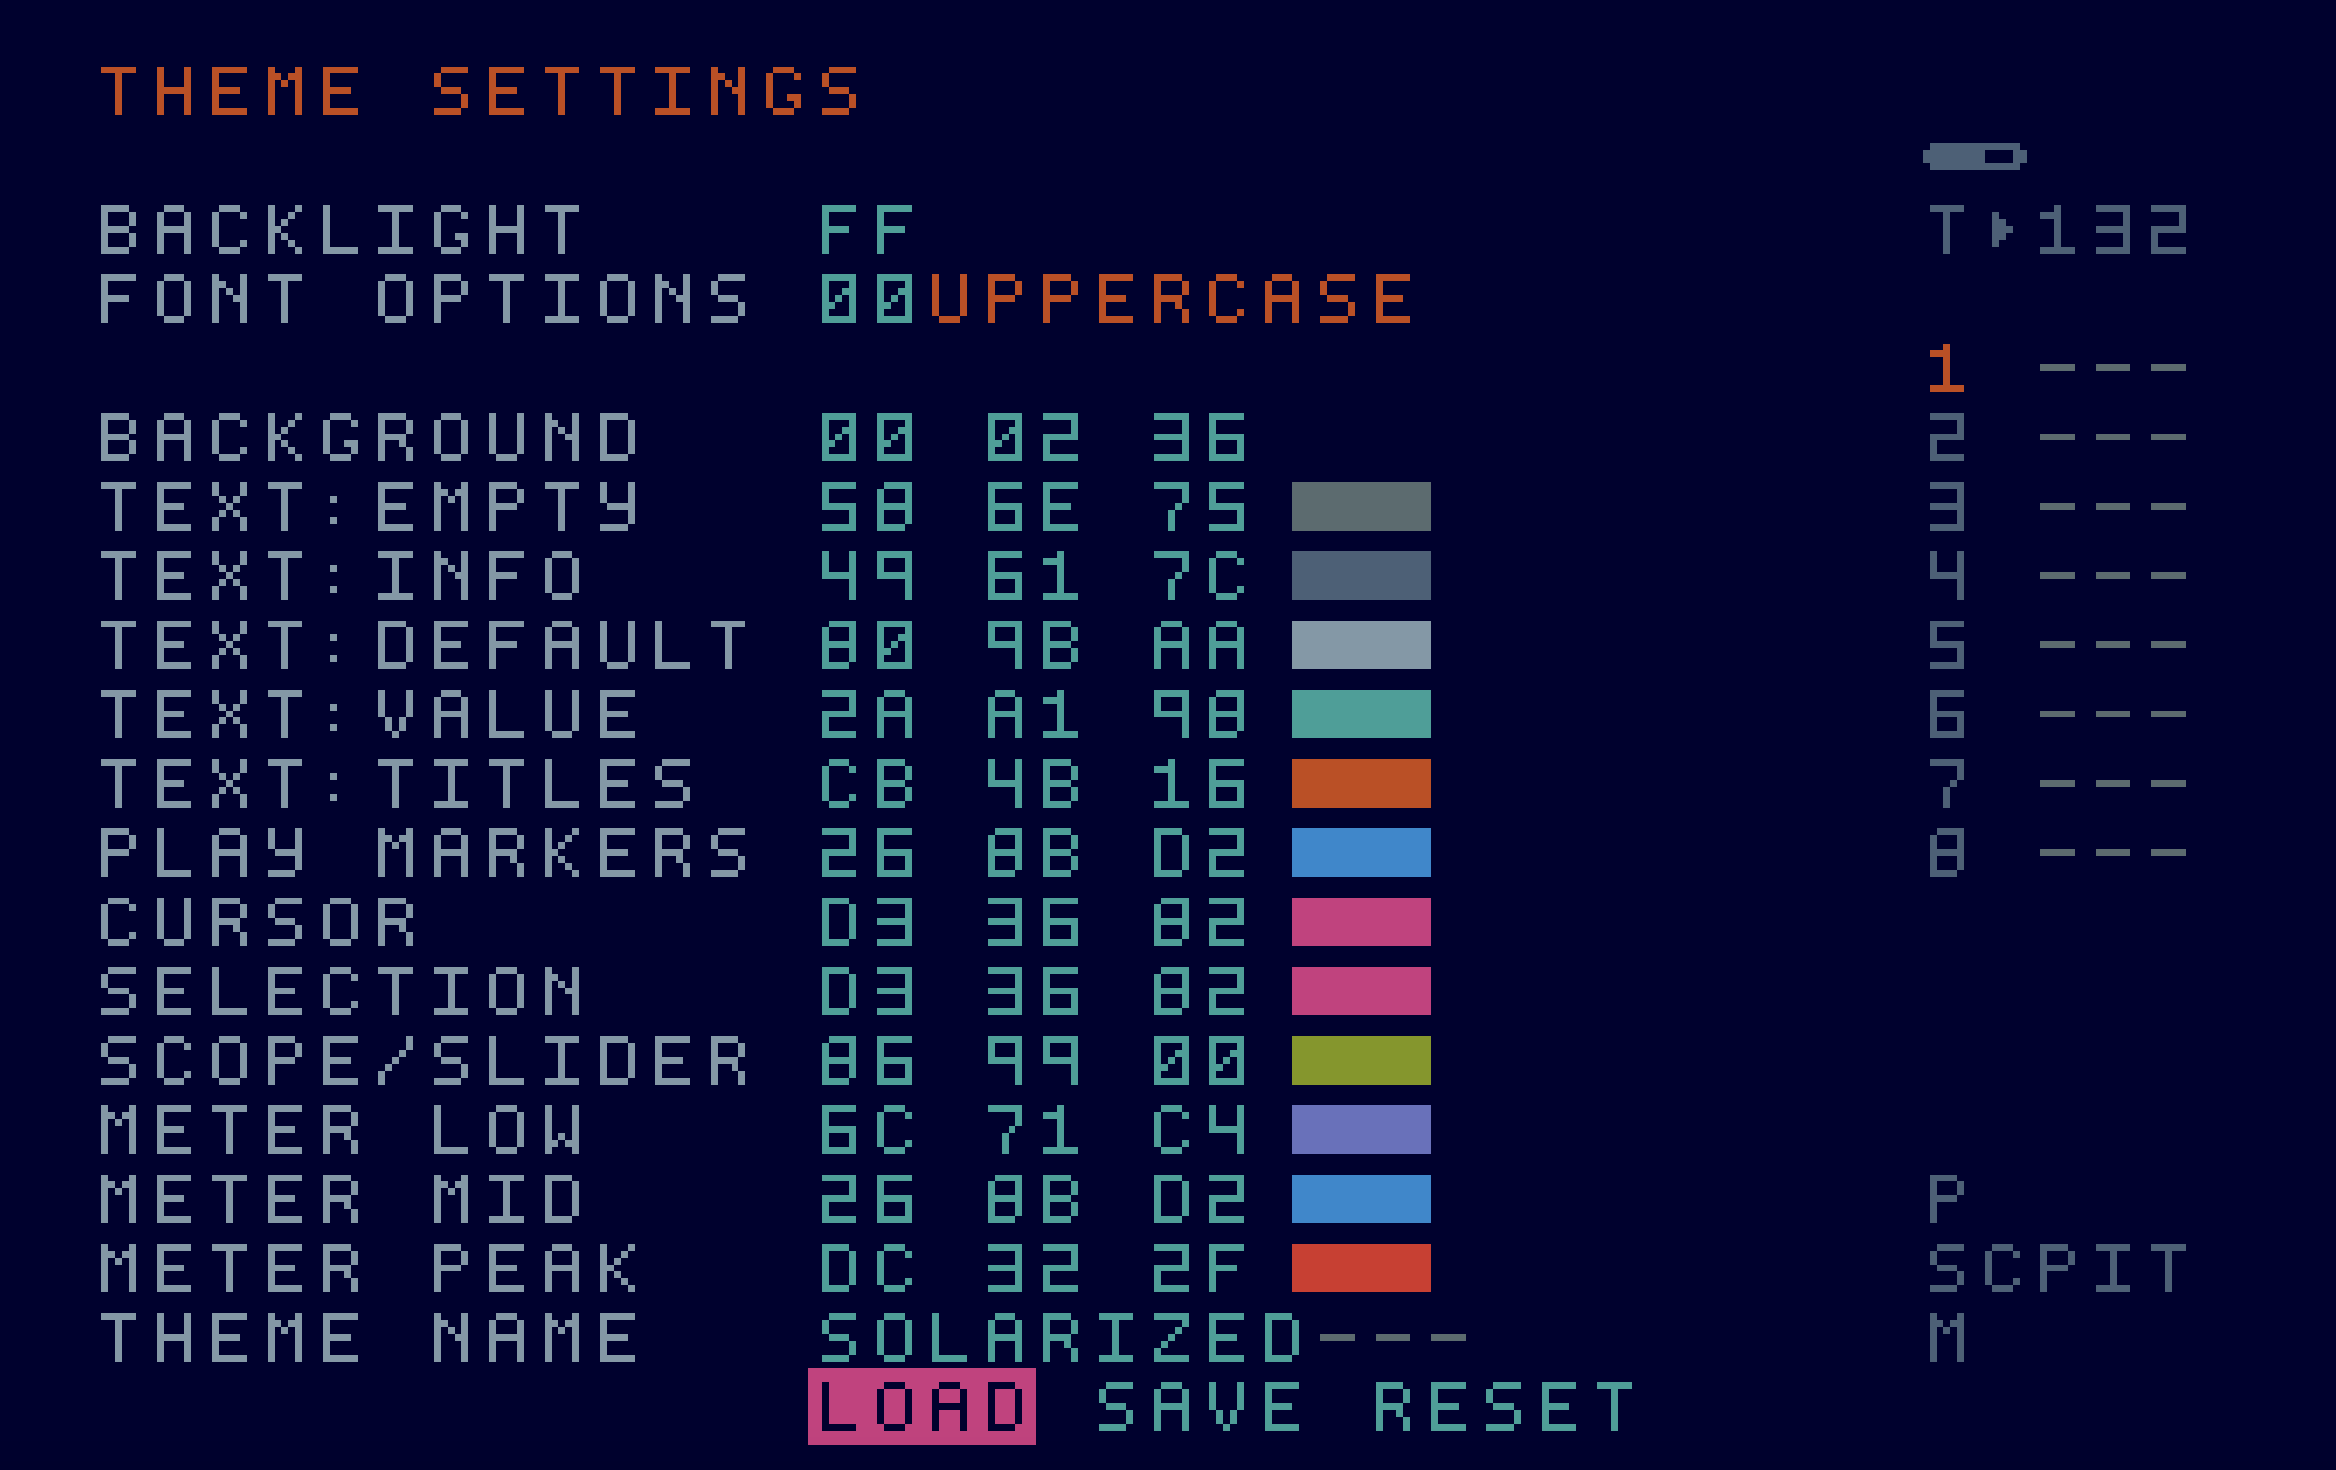 THEME SETTINGS
BACKLIGHT FF T▸132
FONT OPTIONS 00UPPERCASE
1 ---
BACKGROUND 00 02 36 2 ---
TEXT:EMPTY 58 6E 75 3 ---
TEXT:INFO 49 61 7C 4 ---
TEXT:DEFAULT 80 9B AA 5 ---
TEXT:VALUE 2A A1 98 6 ---
TEXT:TITLES CB 4B 16 7 ---
PLAY MARKERS 26 8B D2 8 ---
CURSOR D3 36 82
SELECTION D3 36 82
SCOPE/SLIDER 86 99 00
METER LOW 6C 71 C4
METER MID 26 8B D2 P
METER PEAK DC 32 2F SCPIT
THEME NAME SOLARIZED--- M
LOAD SAVE RESET